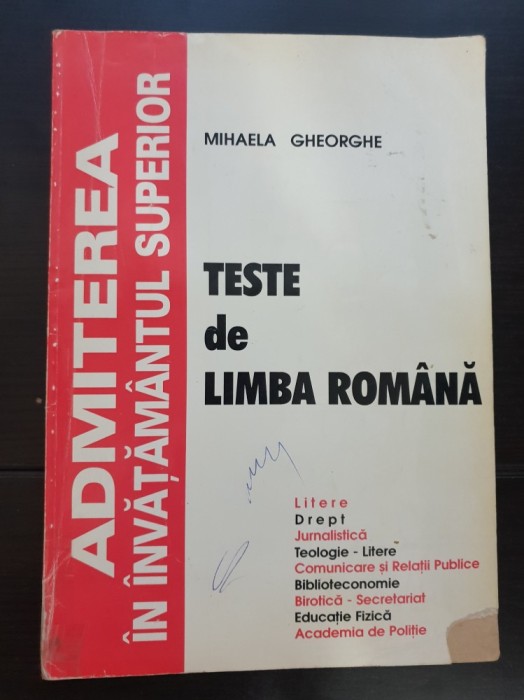 ADMITEREA
ÎN ÎNVĂȚĂMÂNTUL SUPERIOR
MIHAELA GHEORGHE
TESTE
de
LIMBA ROMÂNĂ
Litere
Drept
Jurnalistică
Teologie - Litere
Comunicare și Relații Publice
Biblioteconomie
Birotică - Secretariat
Educație Fizică
Academia de Poliție